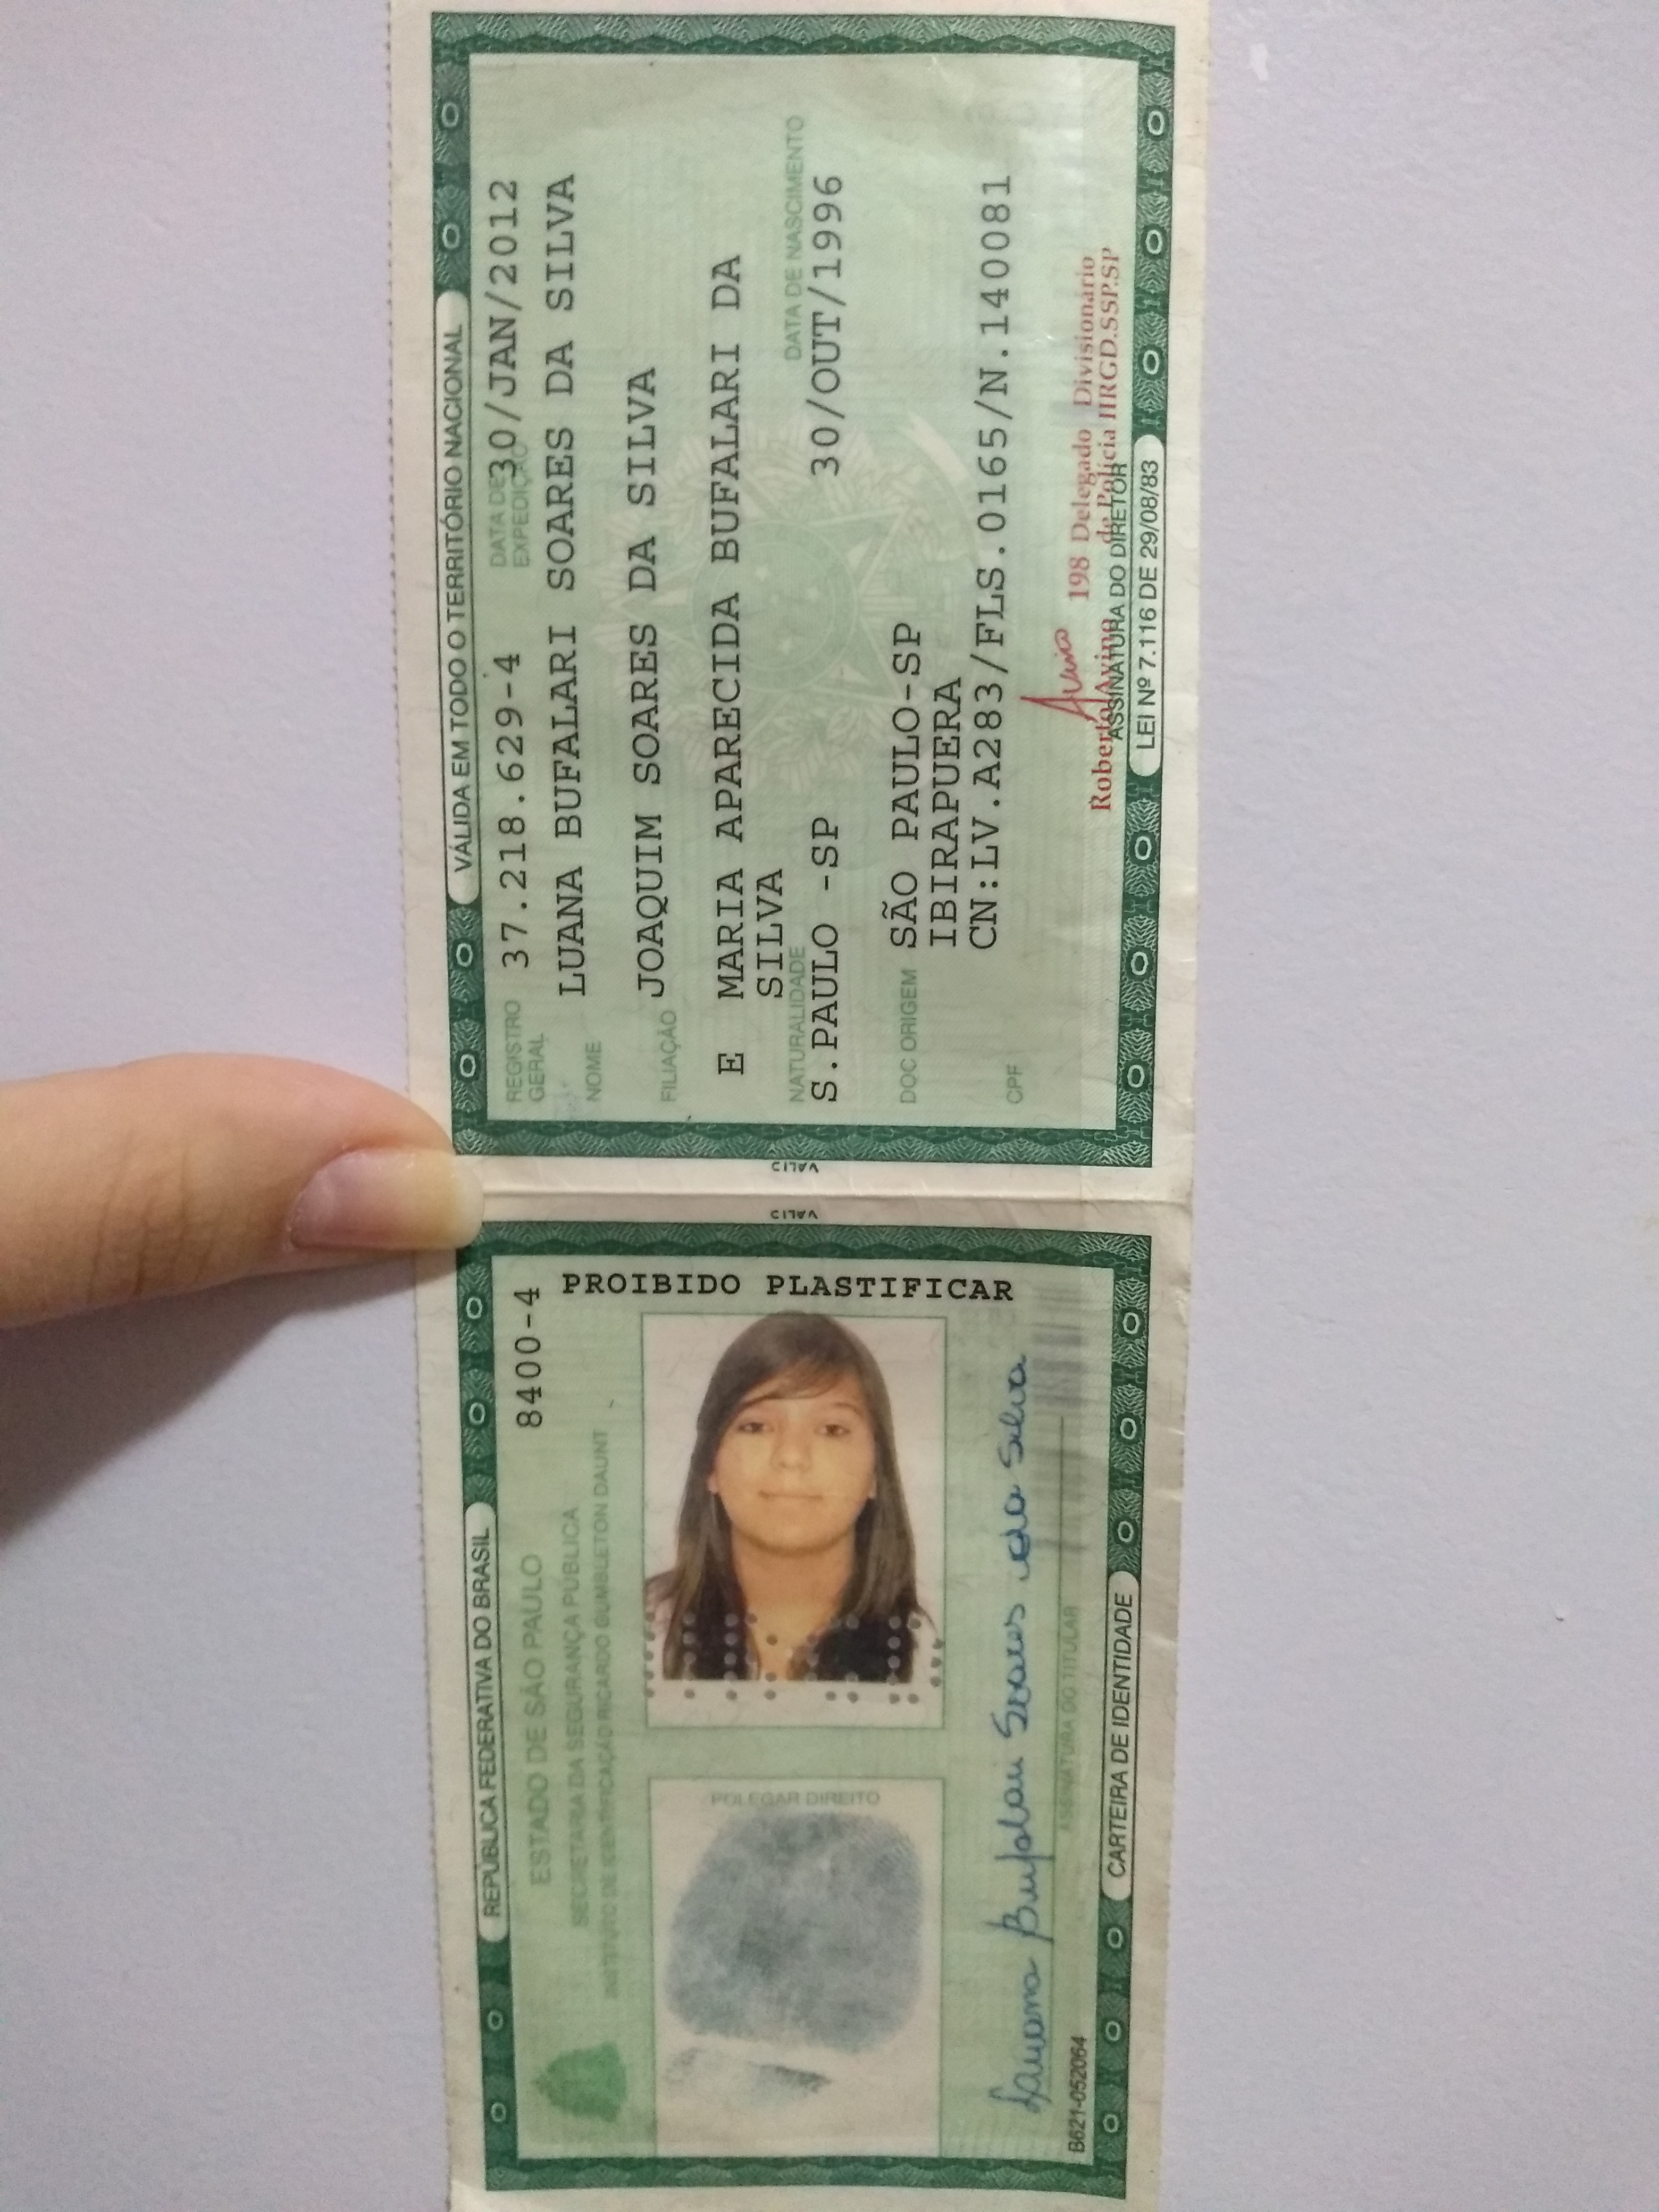 REPÚBLICA FEDERATIVA DO BRASIL
ESTADO DE SÃO PAULO
8400-4
SECRETARIA DA SEGURANÇA PÚBLICA
INSTITUTO DE IDENTIFICAÇÃO RICARDO GUMBLETON DAUNT
POLEGAR DIREITO
PROIBIDO PLASTIFICAR
Luana Bufalari Soares da Silva
ASSINATURA DO TITULAR
B621-052064
CARTEIRA DE IDENTIDADE
VALID
VALID
VÁLIDA EM TODO O TERRITÓRIO NACIONAL
REGISTRO GERAL 37.218.629-4 DATA DE EXPEDIÇÃO 30/JAN/2012
NOME LUANA BUFALARI SOARES DA SILVA
FILIAÇÃO JOAQUIM SOARES DA SILVA
E MARIA APARECIDA BUFALARI DA
SILVA
NATURALIDADE DATA DE NASCIMENTO
S.PAULO -SP 30/OUT/1996
DOC ORIGEM SÃO PAULO-SP
IBIRAPUERA
CN:LV.A283/FLS.0165/N.140081
CPF
198 Delegado Divisionário
Roberto Avino de Polícia IIRGD.SSP.SP
ASSINATURA DO DIRETOR
LEI Nº 7.116 DE 29/08/83